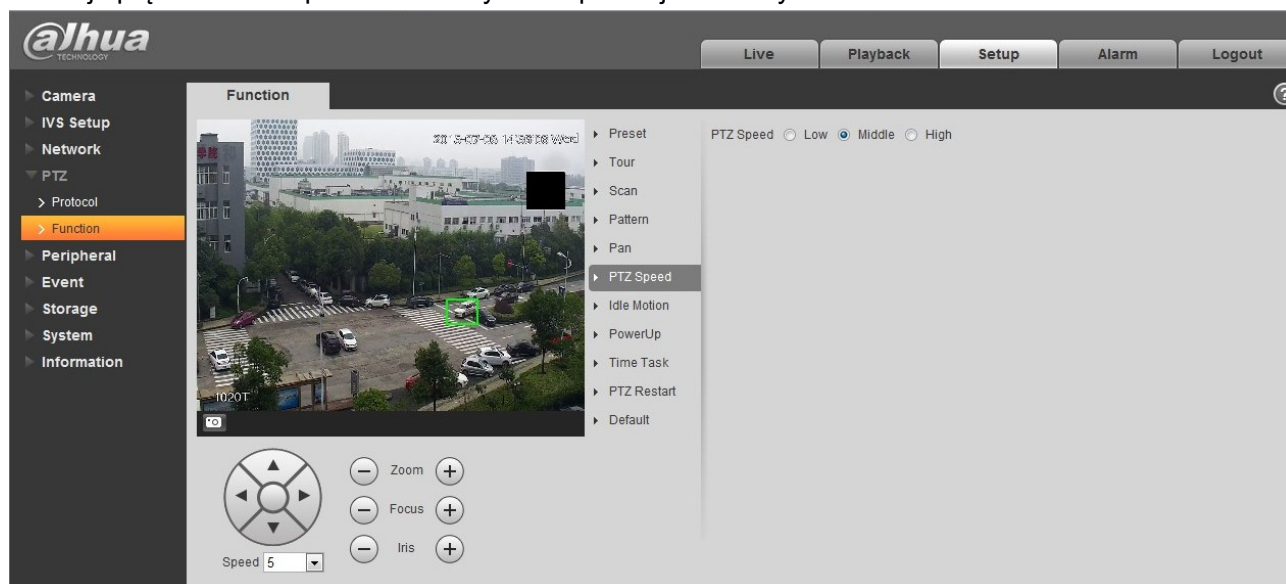 alhua
TECHNOLOGY
Live
Playback
Setup
Alarm
Logout
Camera
IVS Setup
Network
PTZ
Protocol
Function
Peripheral
Event
Storage
System
Information
Function
1020T
Preset
Tour
Scan
Pattern
Pan
PTZ Speed
Idle Motion
PowerUp
Time Task
PTZ Restart
Default
PTZ Speed Low Middle High
Zoom
Focus
Iris
Speed 5